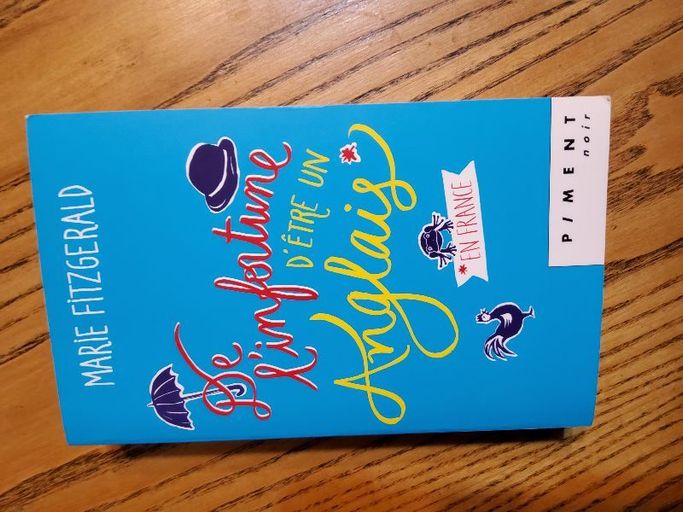 MARIE FITZGERALD
De
l'infortune
D'ÊTRE UN
Anglais*
*EN FRANCE
PIMENT
noir